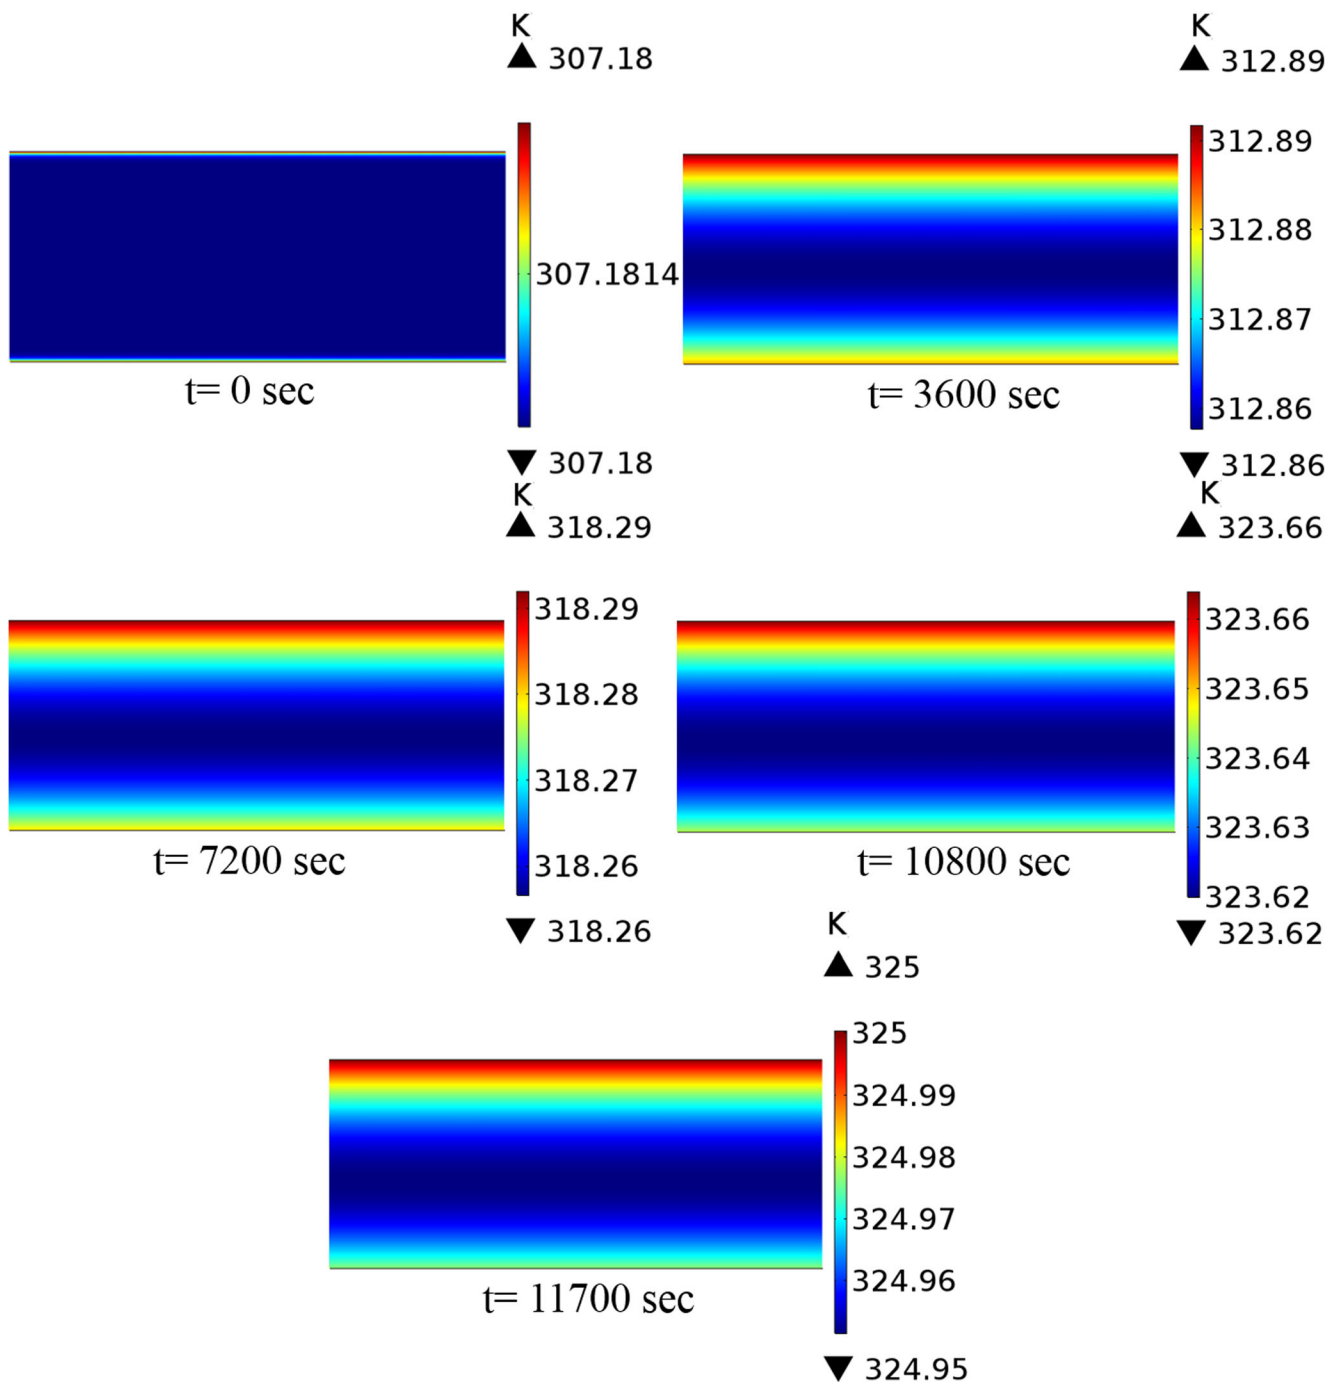 K
▲ 307.18
307.1814
▼ 307.18
t= 0 sec
K
▲ 312.89
312.89
312.88
312.87
312.86
▼ 312.86
t= 3600 sec
K
▲ 318.29
318.29
318.28
318.27
318.26
▼ 318.26
t= 7200 sec
K
▲ 323.66
323.66
323.65
323.64
323.63
323.62
▼ 323.62
t= 10800 sec
K
▲ 325
325
324.99
324.98
324.97
324.96
▼ 324.95
t= 11700 sec